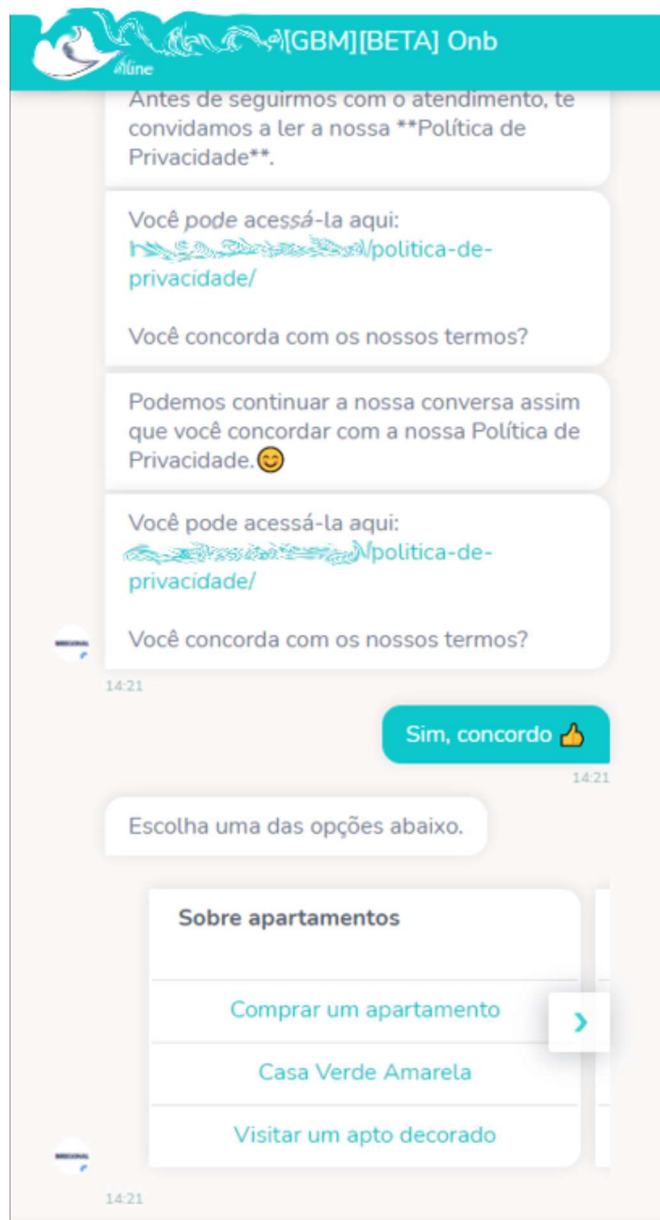 [GBM][BETA] Onb
Antes de seguirmos com o atendimento, te
convidamos a ler a nossa **Política de
Privacidade**.
Você pode acessá-la aqui:
/politica-de-
privacidade/
Você concorda com os nossos termos?
Podemos continuar a nossa conversa assim
que você concordar com a nossa Política de
Privacidade.😊
Você pode acessá-la aqui:
/politica-de-
privacidade/
Você concorda com os nossos termos?
14:21
Sim, concordo 👍
14:21
Escolha uma das opções abaixo.
Sobre apartamentos
Comprar um apartamento
Casa Verde Amarela
Visitar um apto decorado
14:21